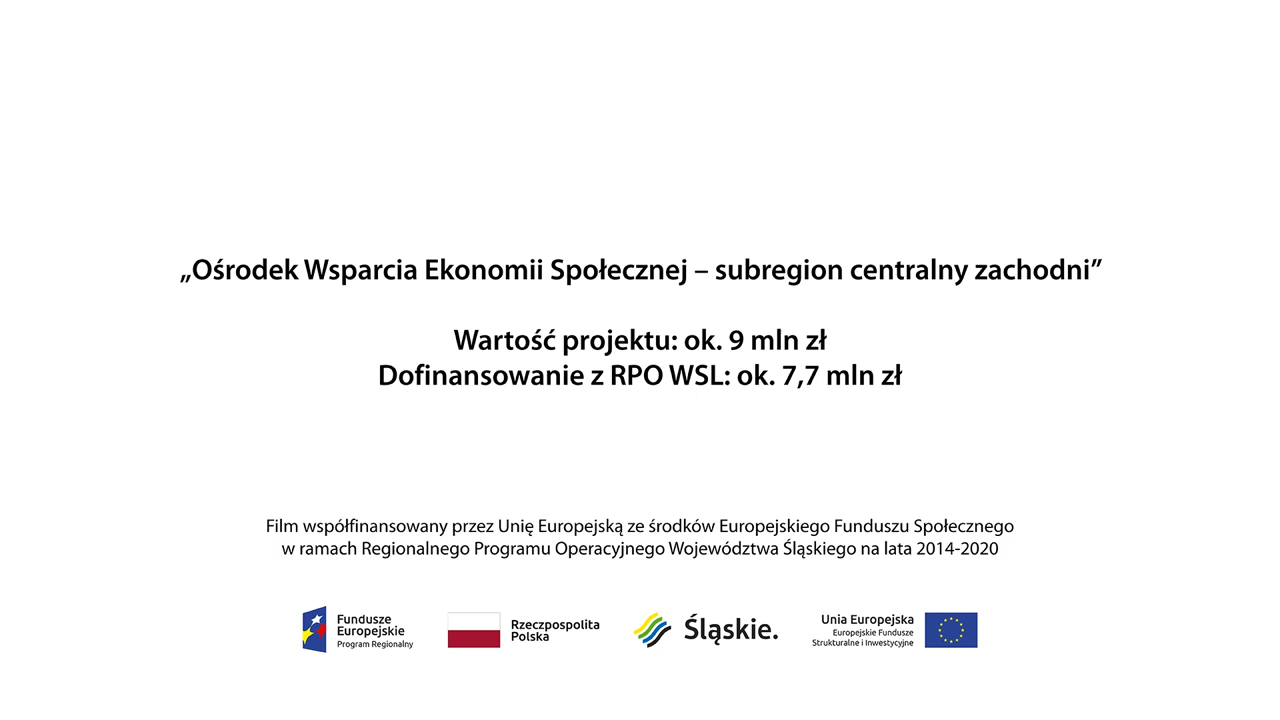 „Ośrodek Wsparcia Ekonomii Społecznej – subregion centralny zachodni”
Wartość projektu: ok. 9 mln zł
Dofinansowanie z RPO WSL: ok. 7,7 mln zł
Film współfinansowany przez Unię Europejską ze środków Europejskiego Funduszu Społecznego
w ramach Regionalnego Programu Operacyjnego Województwa Śląskiego na lata 2014-2020
Fundusze
Europejskie
Program Regionalny
Rzeczpospolita
Polska
Śląskie.
Unia Europejska
Europejskie Fundusze
Strukturalne i Inwestycyjne